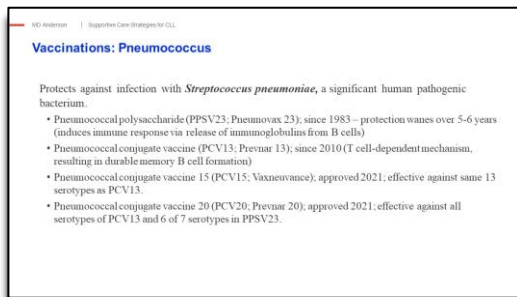 MD Anderson | Supportive Care Strategies for CLL
Vaccinations: Pneumococcus
Protects against infection with Streptococcus pneumoniae, a significant human pathogenic
bacterium.
• Pneumococcal polysaccharide (PPSV23; Pneumovax 23); since 1983 – protection wanes over 5-6 years
(induces immune response via release of immunoglobulins from B cells)
• Pneumococcal conjugate vaccine (PCV13; Prevnar 13); since 2010 (T cell-dependent mechanism,
resulting in durable memory B cell formation)
• Pneumococcal conjugate vaccine 15 (PCV15; Vaxneuvance); approved 2021; effective against same 13
serotypes as PCV13.
• Pneumococcal conjugate vaccine 20 (PCV20; Prevnar 20); approved 2021; effective against all
serotypes of PCV13 and 6 of 7 serotypes in PPSV23.